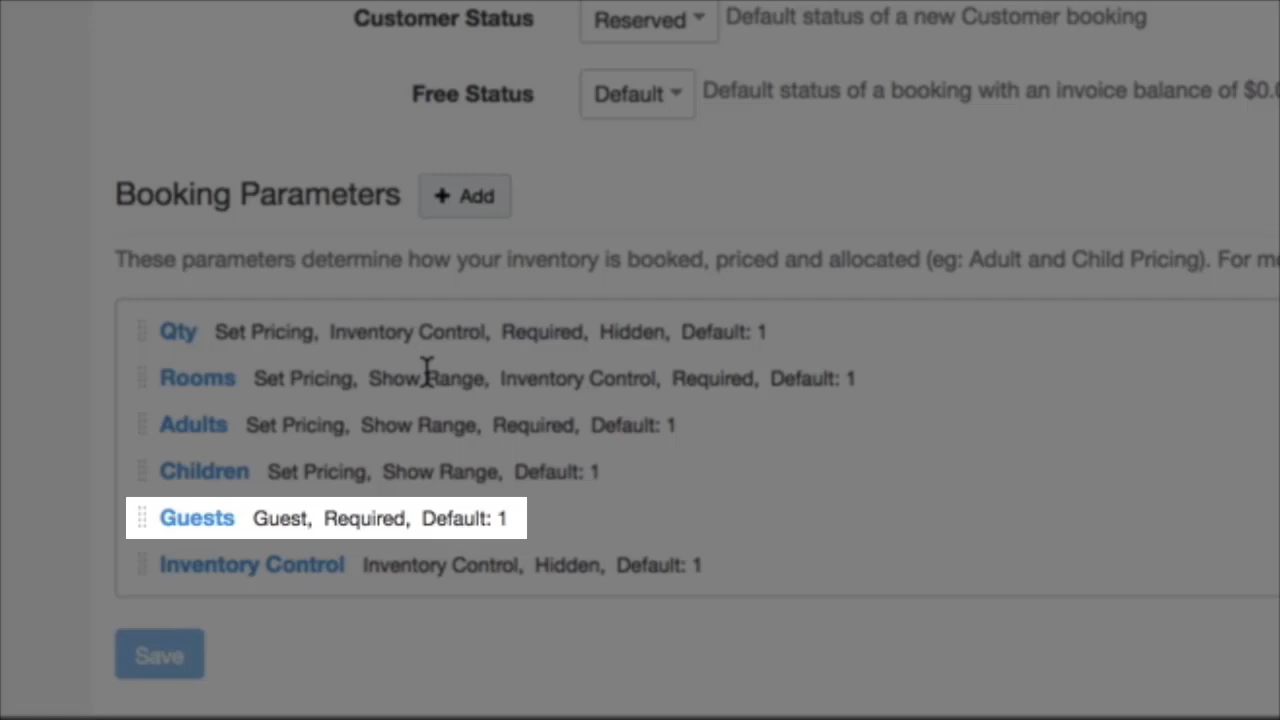 Customer Status Reserved Default status of a new Customer booking
Free Status Default Default status of a booking with an invoice balance of
Booking Parameters + Add
These parameters determine how your inventory is booked, priced and allocated (eg: Adult and Child Pricing). For
Qty Set Pricing, Inventory Control, Required, Hidden, Default: 1
Rooms Set Pricing, Show Range, Inventory Control, Required, Default: 1
Adults Set Pricing, Show Range, Required, Default: 1
Children Set Pricing, Show Range, Default: 1
Guests Guest, Required, Default: 1
Inventory Control Inventory Control, Hidden, Default: 1
Save